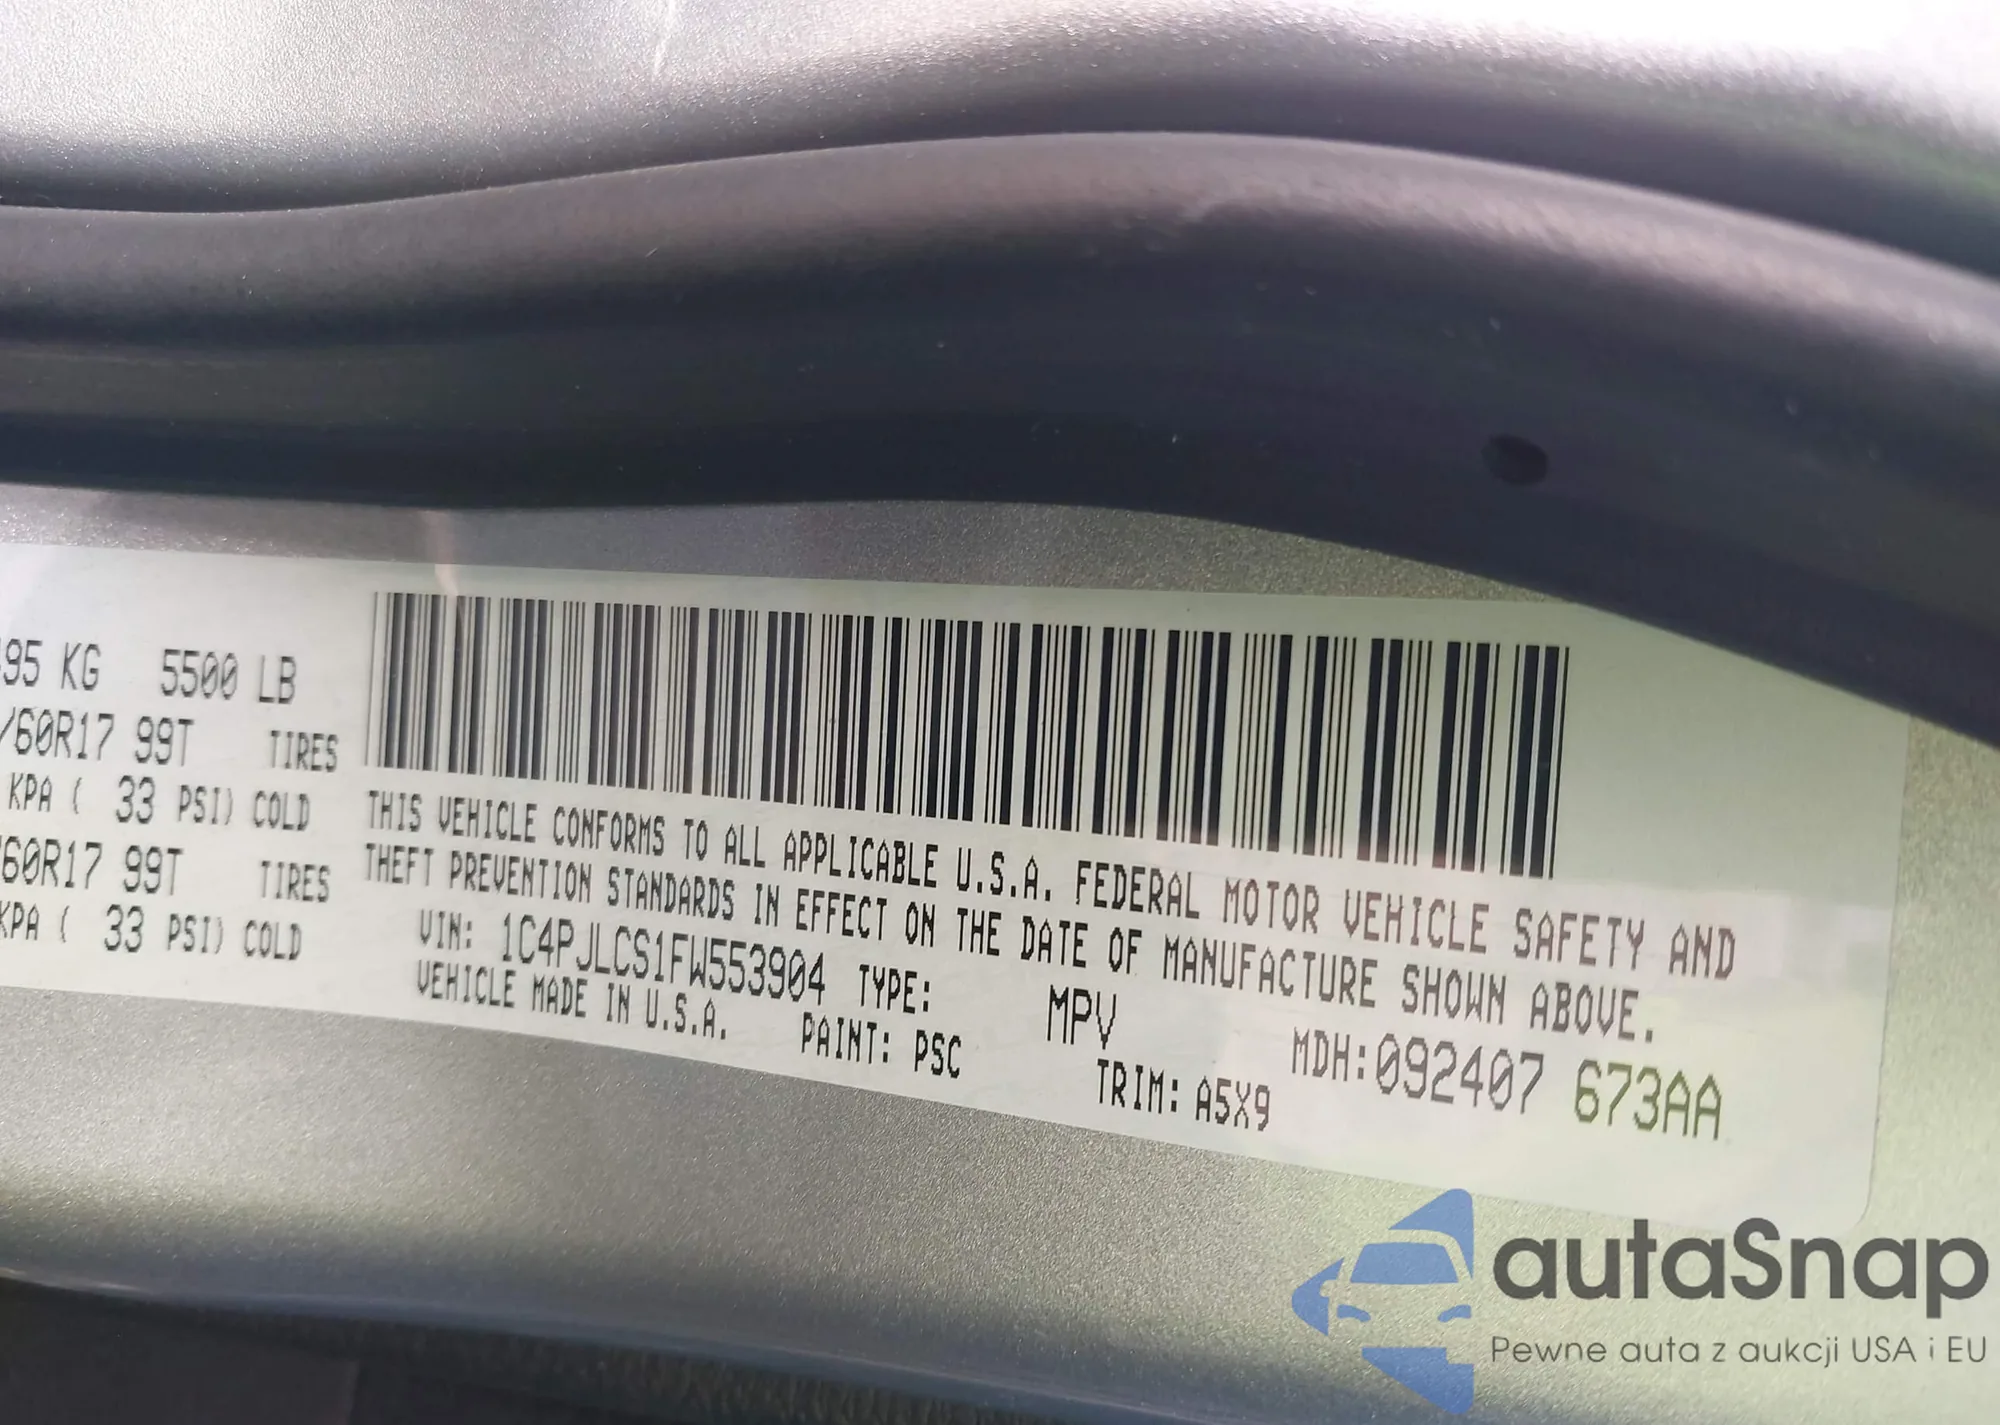 495 KG 5500 LB
/60R17 99T TIRES
KPA ( 33 PSI) COLD
/60R17 99T TIRES
KPA ( 33 PSI) COLD
THIS VEHICLE CONFORMS TO ALL APPLICABLE U.S.A. FEDERAL MOTOR VEHICLE SAFETY AND
THEFT PREVENTION STANDARDS IN EFFECT ON THE DATE OF MANUFACTURE SHOWN ABOVE.
VIN: 1C4PJLCS1FW553904 TYPE: MPV MDH:092407 673AA
VEHICLE MADE IN U.S.A. PAINT: PSC TRIM: A5X9
autaSnap
Pewne auta z aukcji USA i EU